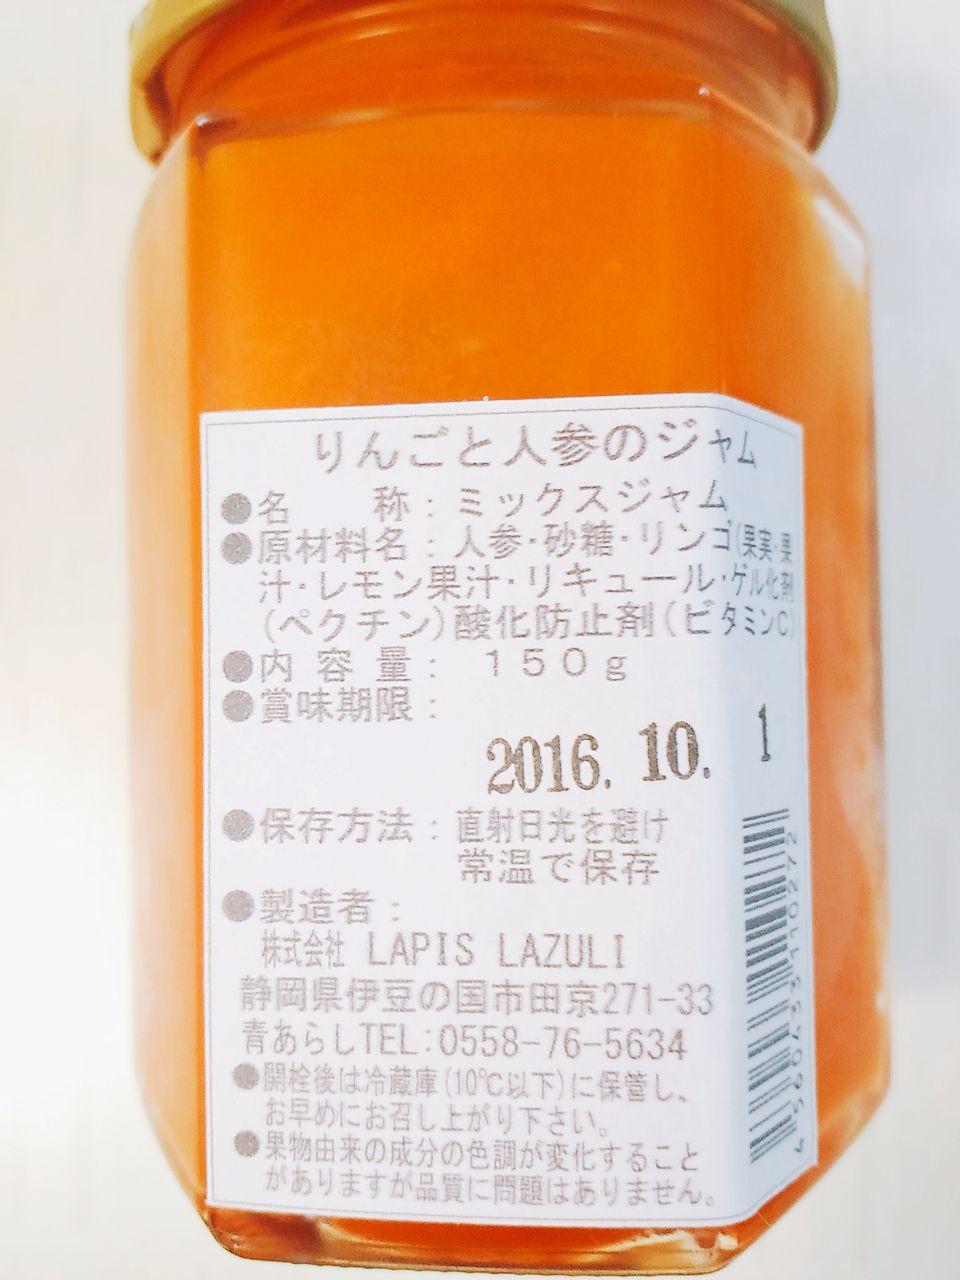 りんごと人参のジャム
●名　　称：ミックスジャム
●原材料名：人参・砂糖・リンゴ(果実・果
汁・レモン果汁・リキュール・ゲル化剤
(ペクチン)酸化防止剤(ビタミンC)
●内 容 量：　１５０ｇ
●賞味期限：
2016. 10. 1
●保存方法：直射日光を避け
常温で保存
●製造者：
株式会社 LAPIS LAZULI
静岡県伊豆の国市田京271-33
青あらしTEL:0558-76-5634
●開栓後は冷蔵庫(10℃以下)に保管し、
お早めにお召し上がり下さい。
●果物由来の成分の色調が変化すること
がありますが品質に問題はありません。